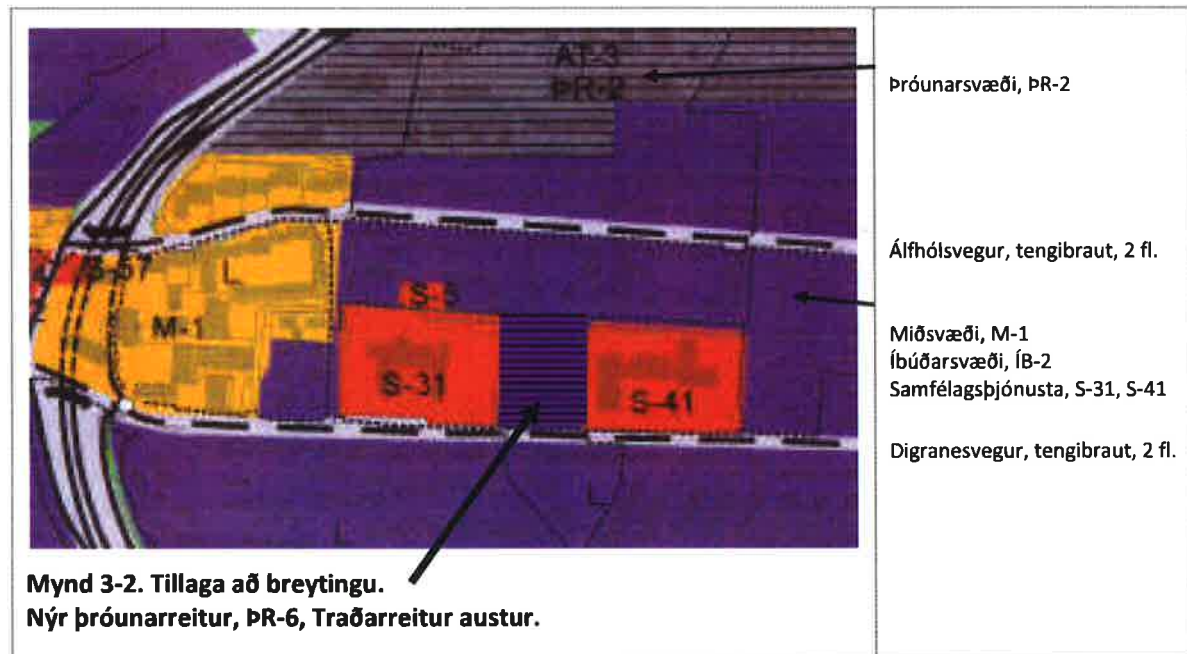 AT-3
ÞR-2
L
M-1
S-5
S-31
S-41
L
Þróunarsvæði, ÞR-2
Álfhólsvegur, tengibraut, 2 fl.
Miðsvæði, M-1
Íbúðarsvæði, ÍB-2
Samfélagsþjónusta, S-31, S-41
Digranesvegur, tengibraut, 2 fl.
Mynd 3-2. Tillaga að breytingu.
Nýr þróunarreitur, ÞR-6, Traðarreitur austur.